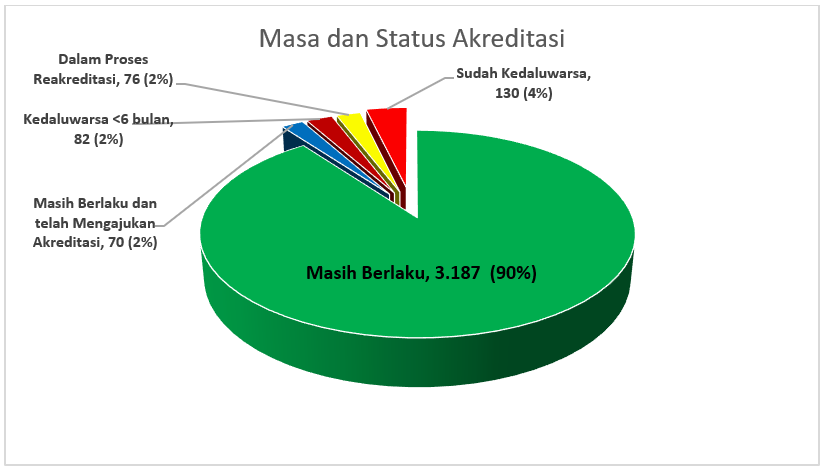 Masa dan Status Akreditasi
Dalam Proses
Reakreditasi, 76 (2%)
Sudah Kedaluwarsa,
130 (4%)
Kedaluwarsa <6 bulan,
82 (2%)
Masih Berlaku dan
telah Mengajukan
Akreditasi, 70 (2%)
Masih Berlaku, 3.187 (90%)